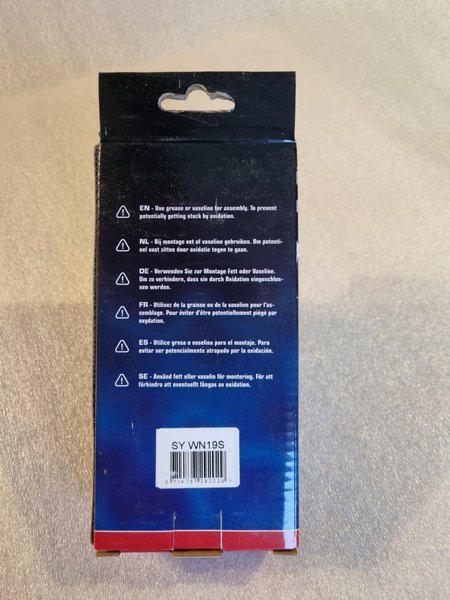 EN - Use grease or vaseline for assembly. To prevent
potentially getting stuck by oxidation.
NL - Bij montage vet of vaseline gebruiken. Om potenti-
eel vast zitten door oxidatie tegen te gaan.
DE - Verwenden Sie zur Montage Fett oder Vaseline.
Um zu verhindern, dass sie durch Oxidation eingeschlos-
sen werden.
FR - Utilisez de la graisse ou de la vaseline pour l'as-
semblage. Pour éviter d'être potentiellement piégé par
oxydation.
ES - Utilice grasa o vaselina para el montaje. Para
evitar ser potencialmente atrapado por la oxidación.
SE - Använd fett eller vaselin för montering. För att
förhindra att eventuellt fångas av oxidation.
SY WN19S